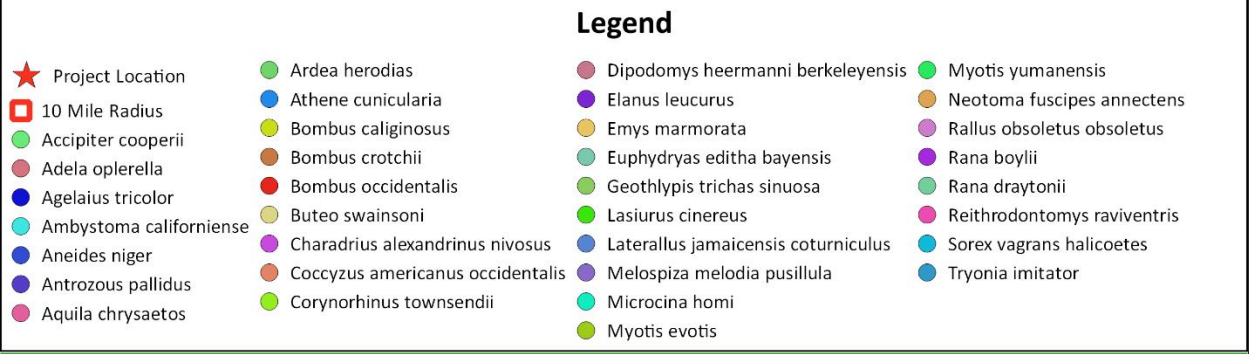 Legend
Project Location
10 Mile Radius
Accipiter cooperii
Adela oplerella
Agelaius tricolor
Ambystoma californiense
Aneides niger
Antrozous pallidus
Aquila chrysaetos
Ardea herodias
Athene cunicularia
Bombus caliginosus
Bombus crotchii
Bombus occidentalis
Buteo swainsoni
Charadrius alexandrinus nivosus
Coccyzus americanus occidentalis
Corynorhinus townsendii
Dipodomys heermanni berkeleyensis
Elanus leucurus
Emys marmorata
Euphydryas editha bayensis
Geothlypis trichas sinuosa
Lasiurus cinereus
Laterallus jamaicensis coturniculus
Melospiza melodia pusillula
Microcina homi
Myotis evotis
Myotis yumanensis
Neotoma fuscipes annectens
Rallus obsoletus obsoletus
Rana boylii
Rana draytonii
Reithrodontomys raviventris
Sorex vagrans halicoetes
Tryonia imitator